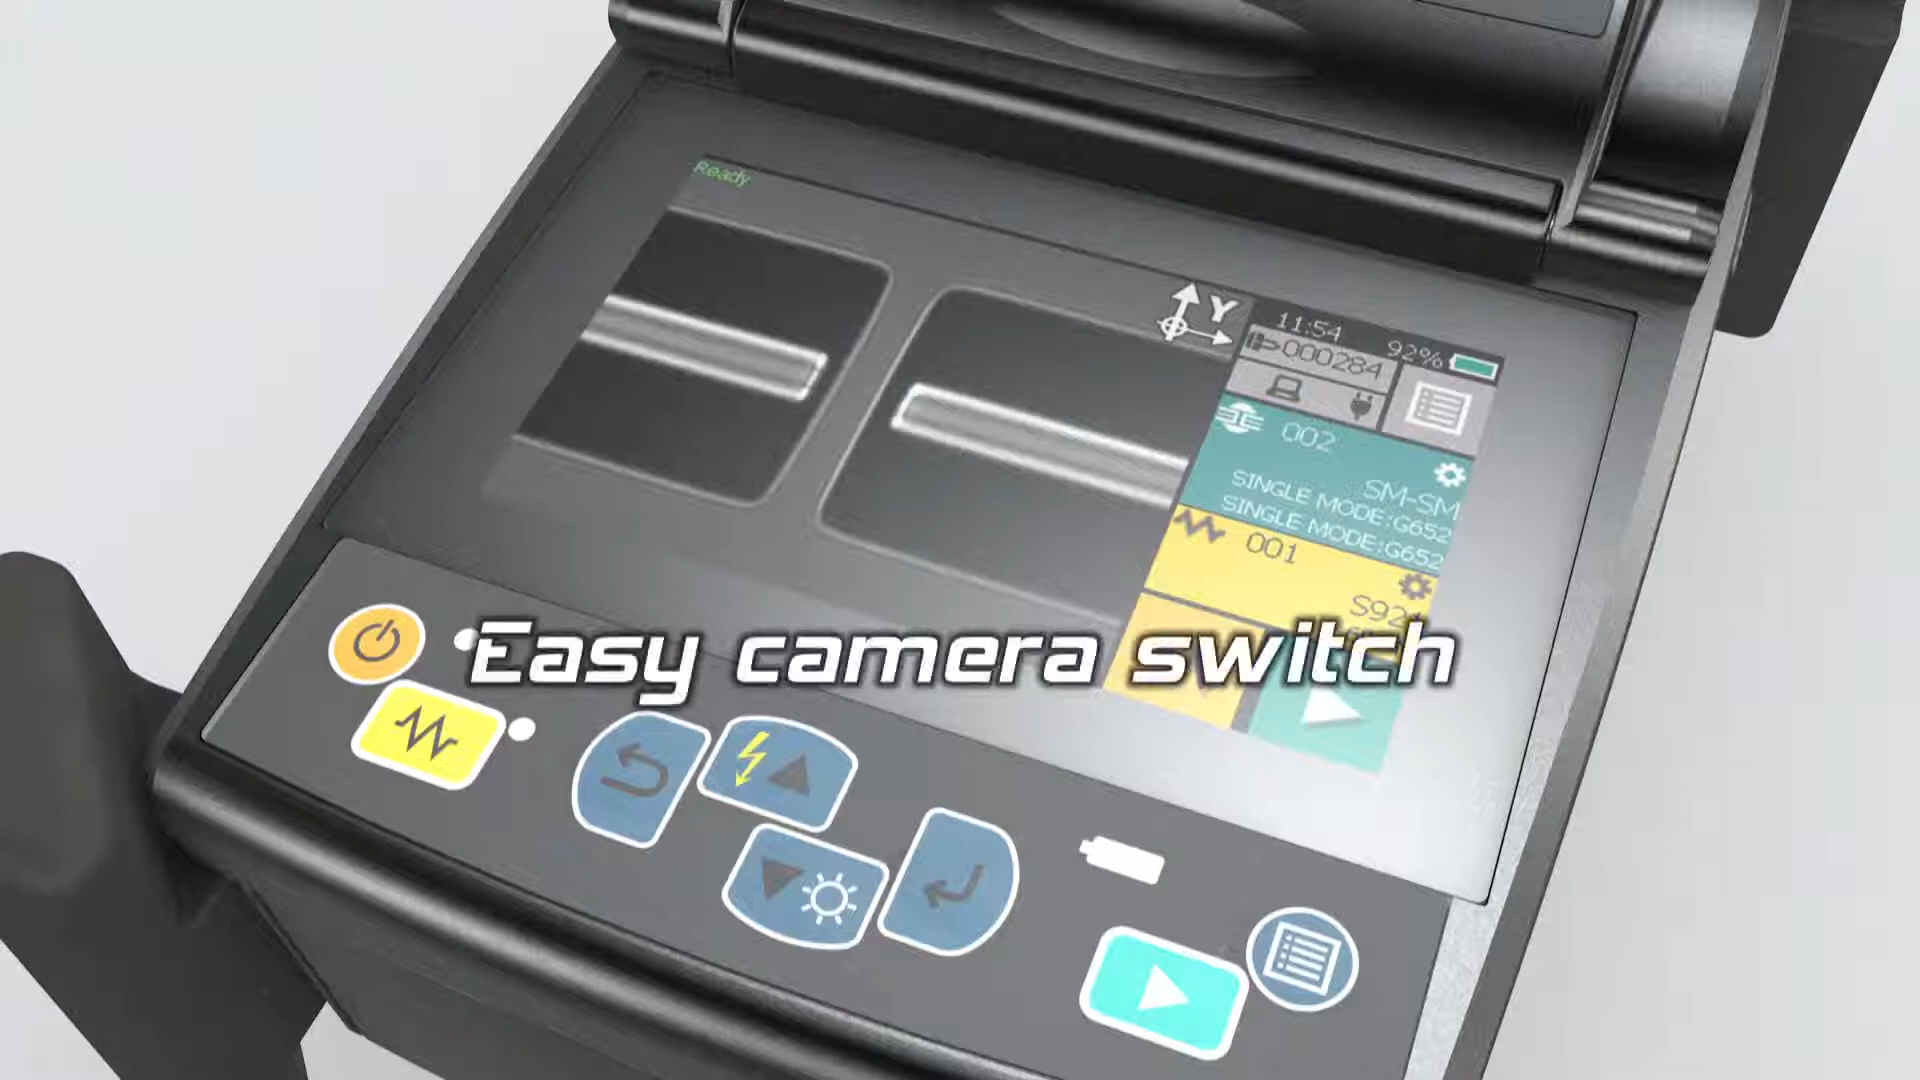 Ready
Y
11:54
92%
000284
002
SM-SM
SINGLE MODE:G652
SINGLE MODE:G652
001
Easy camera switch